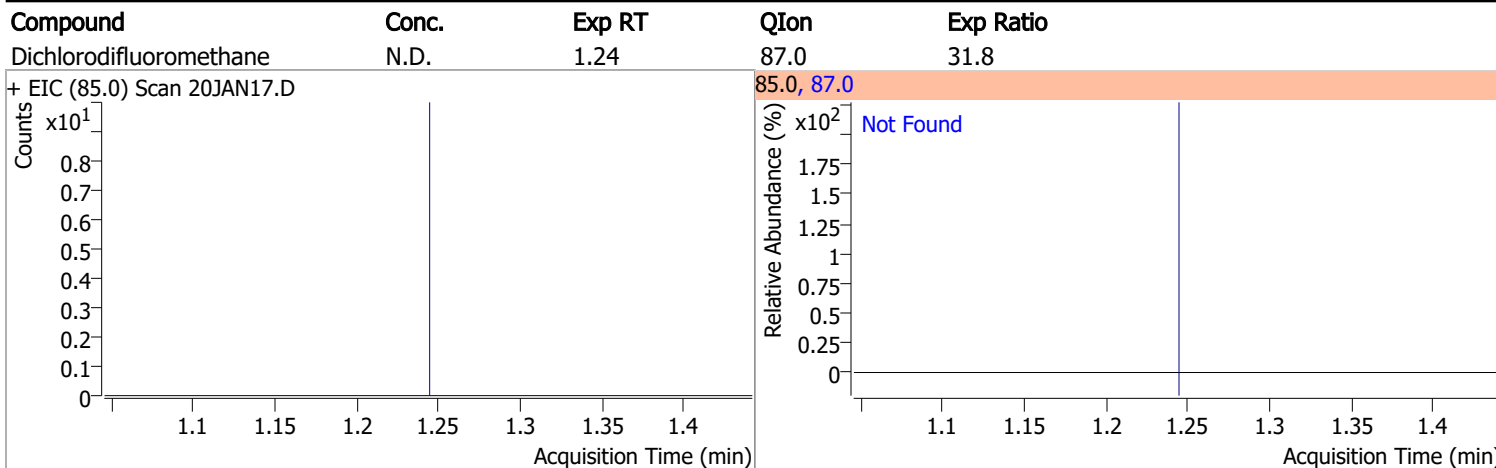 Compound Conc. Exp RT QIon Exp Ratio
Dichlorodifluoromethane N.D. 1.24 87.0 31.8
+ EIC (85.0) Scan 20JAN17.D
Counts
x101
0.8
0.7
0.6
0.5
0.4
0.3
0.2
0.1
0
1.1 1.15 1.2 1.25 1.3 1.35 1.4
Acquisition Time (min)
85.0, 87.0
Relative Abundance (%)
x102
Not Found
1.75
1.5
1.25
1
0.75
0.5
0.25
0
1.1 1.15 1.2 1.25 1.3 1.35 1.4
Acquisition Time (min)